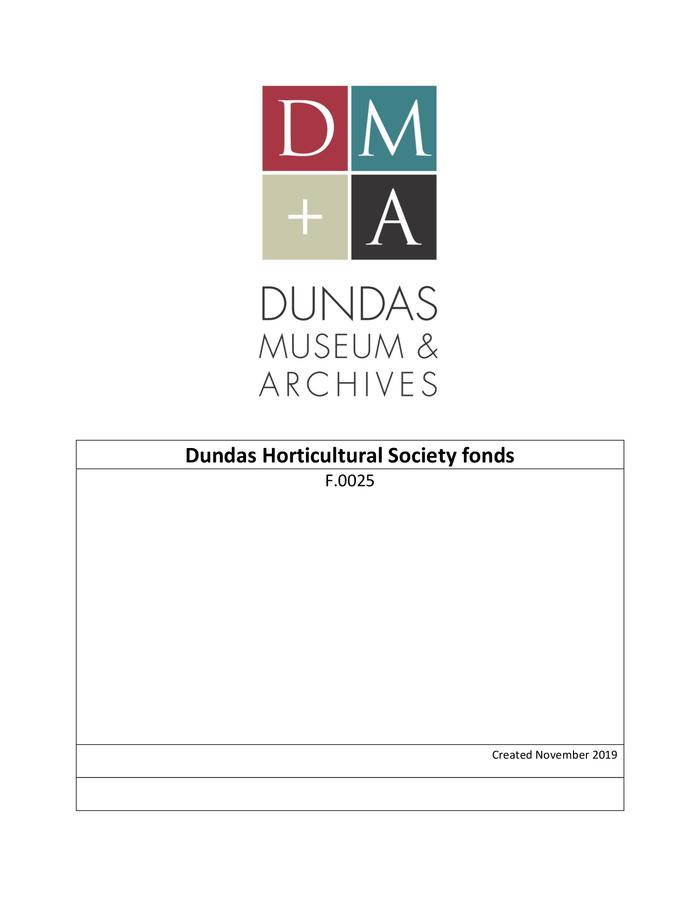 D M
+ A
DUNDAS
MUSEUM &
ARCHIVES
Dundas Horticultural Society fonds
F.0025
Created November 2019